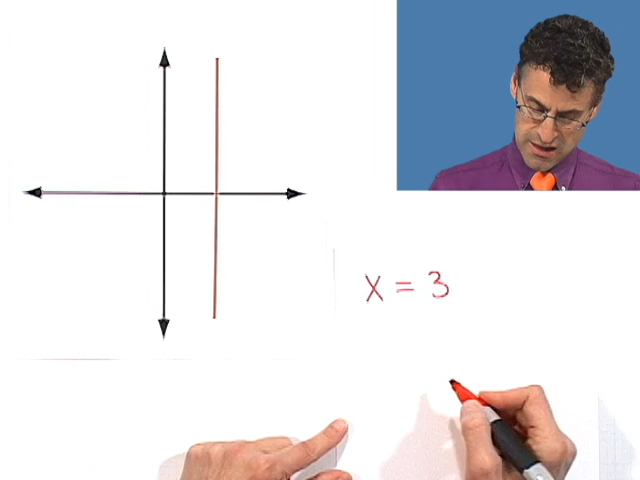 x = 3